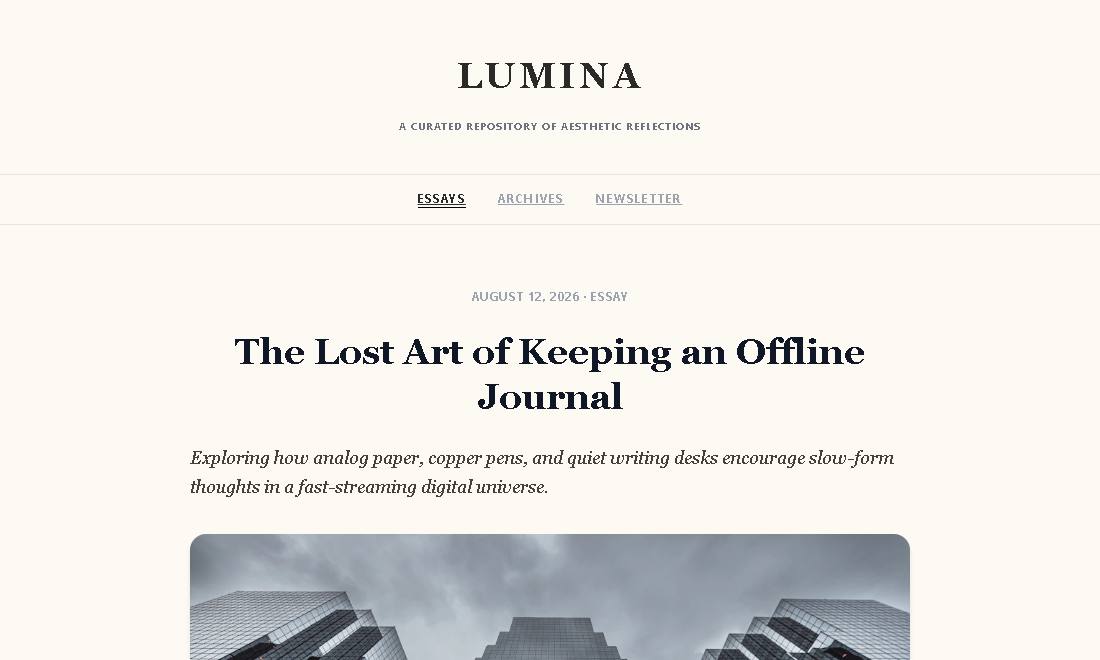 LUMINA
A CURATED REPOSITORY OF AESTHETIC REFLECTIONS
ESSAYS ARCHIVES NEWSLETTER
AUGUST 12, 2026 · ESSAY
The Lost Art of Keeping an Offline
Journal
Exploring how analog paper, copper pens, and quiet writing desks encourage slow-form
thoughts in a fast-streaming digital universe.